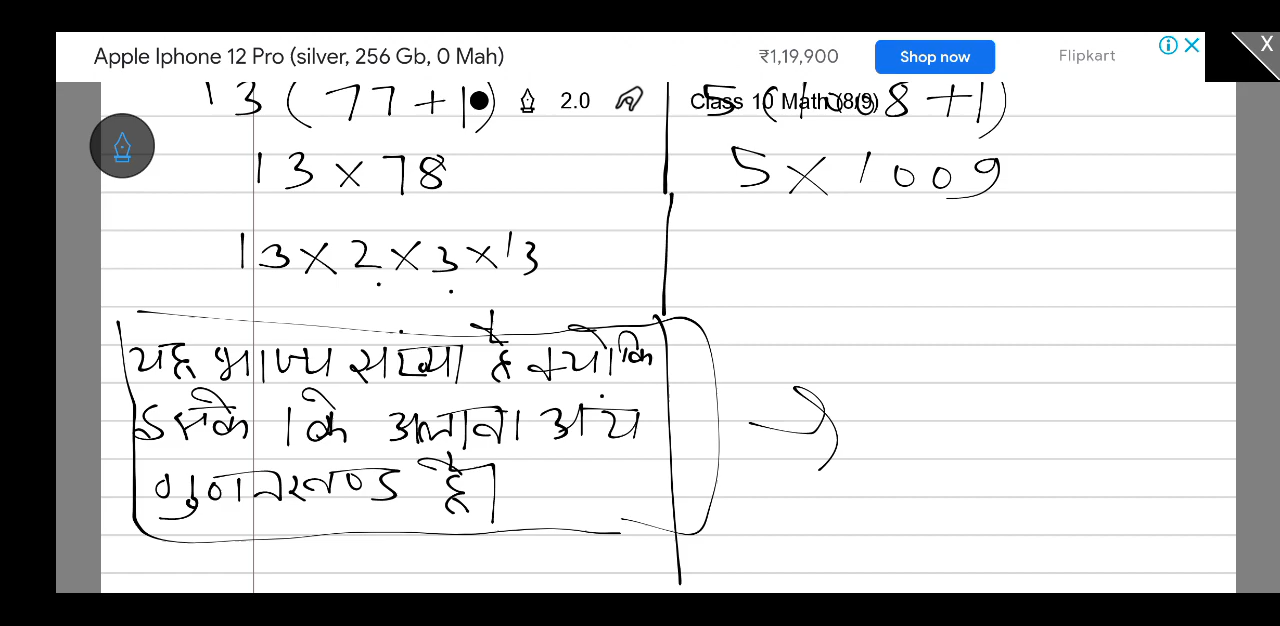 Apple Iphone 12 Pro (silver, 256 Gb, 0 Mah) ₹1,19,900 Shop now Flipkart X
13 ( 77 + 1 )
2.0
Class 10 Math (8/9)
5 ( 1008 + 1 )
13 × 78
5 × 1009
13 × 2 × 3 × 13
यह भाज्य संख्या है क्योंकि
इसके 1 के अलावा अंय
गुणनखण्ड है।